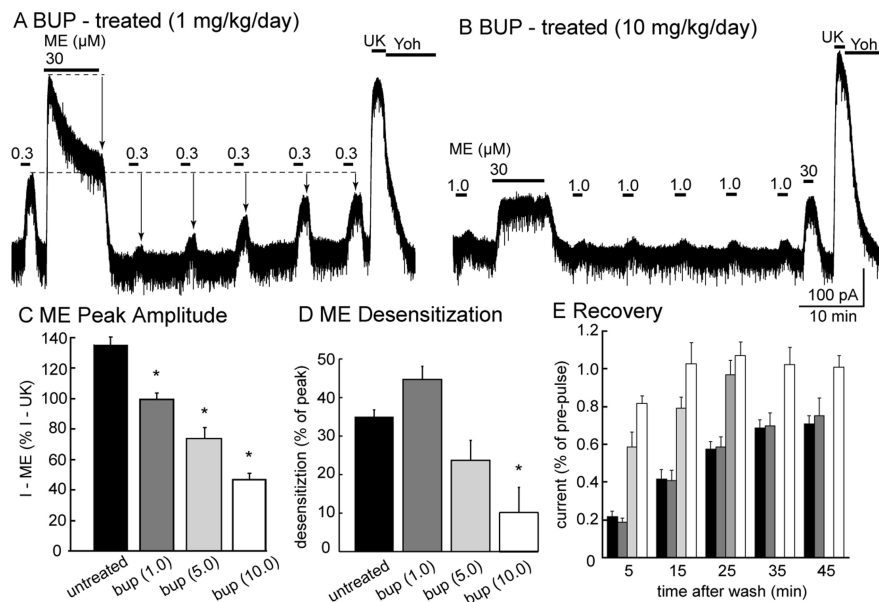 A BUP - treated (1 mg/kg/day)
ME (μM)
30
0.3
0.3
0.3
0.3
0.3
0.3
UK
Yoh
B BUP - treated (10 mg/kg/day)
ME (μM)
1.0
30
1.0
1.0
1.0
1.0
1.0
30
UK
Yoh
100 pA
10 min
C ME Peak Amplitude
I - ME (% I - UK)
140
120
100
80
60
40
20
0
*
*
*
untreated
bup (1.0)
bup (5.0)
bup (10.0)
D ME Desensitization
desensitiztion (% of peak)
50
40
30
20
10
0
*
untreated
bup (1.0)
bup (5.0)
bup (10.0)
E Recovery
current (% of pre-pulse)
1.2
1.0
0.8
0.6
0.4
0.2
0
5
15
25
35
45
time after wash (min)